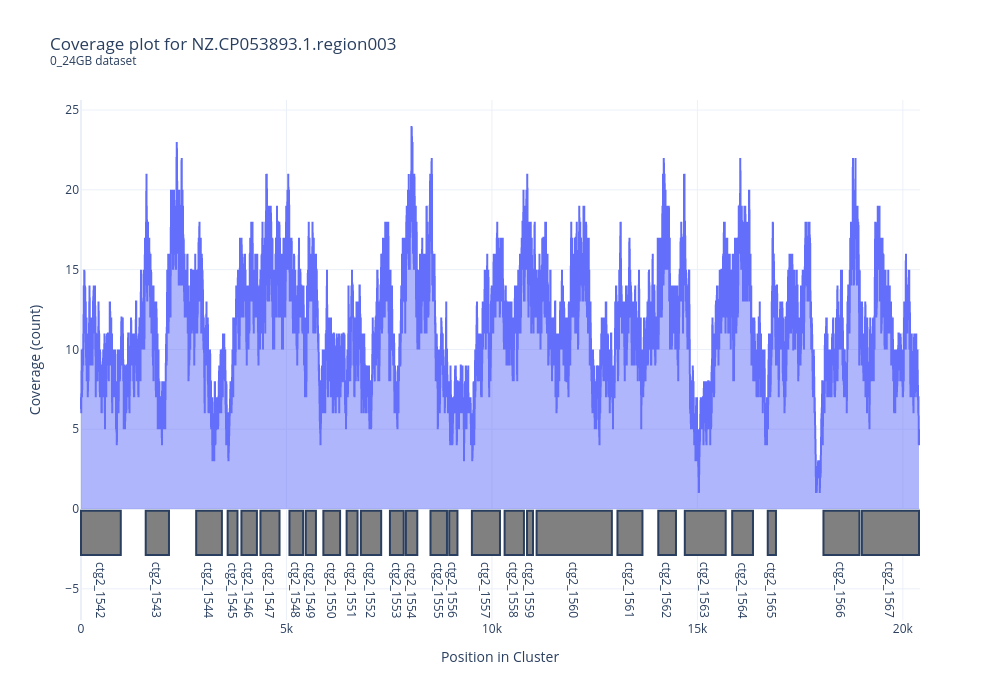 Coverage plot for NZ.CP053893.1.region003
0_24GB dataset
25
20
15
10
5
0
−5
Coverage (count)
ctg2_1542
ctg2_1543
ctg2_1544
ctg2_1545
ctg2_1546
ctg2_1547
ctg2_1548
ctg2_1549
ctg2_1550
ctg2_1551
ctg2_1552
ctg2_1553
ctg2_1554
ctg2_1555
ctg2_1556
ctg2_1557
ctg2_1558
ctg2_1559
ctg2_1560
ctg2_1561
ctg2_1562
ctg2_1563
ctg2_1564
ctg2_1565
ctg2_1566
ctg2_1567
0
5k
10k
15k
20k
Position in Cluster